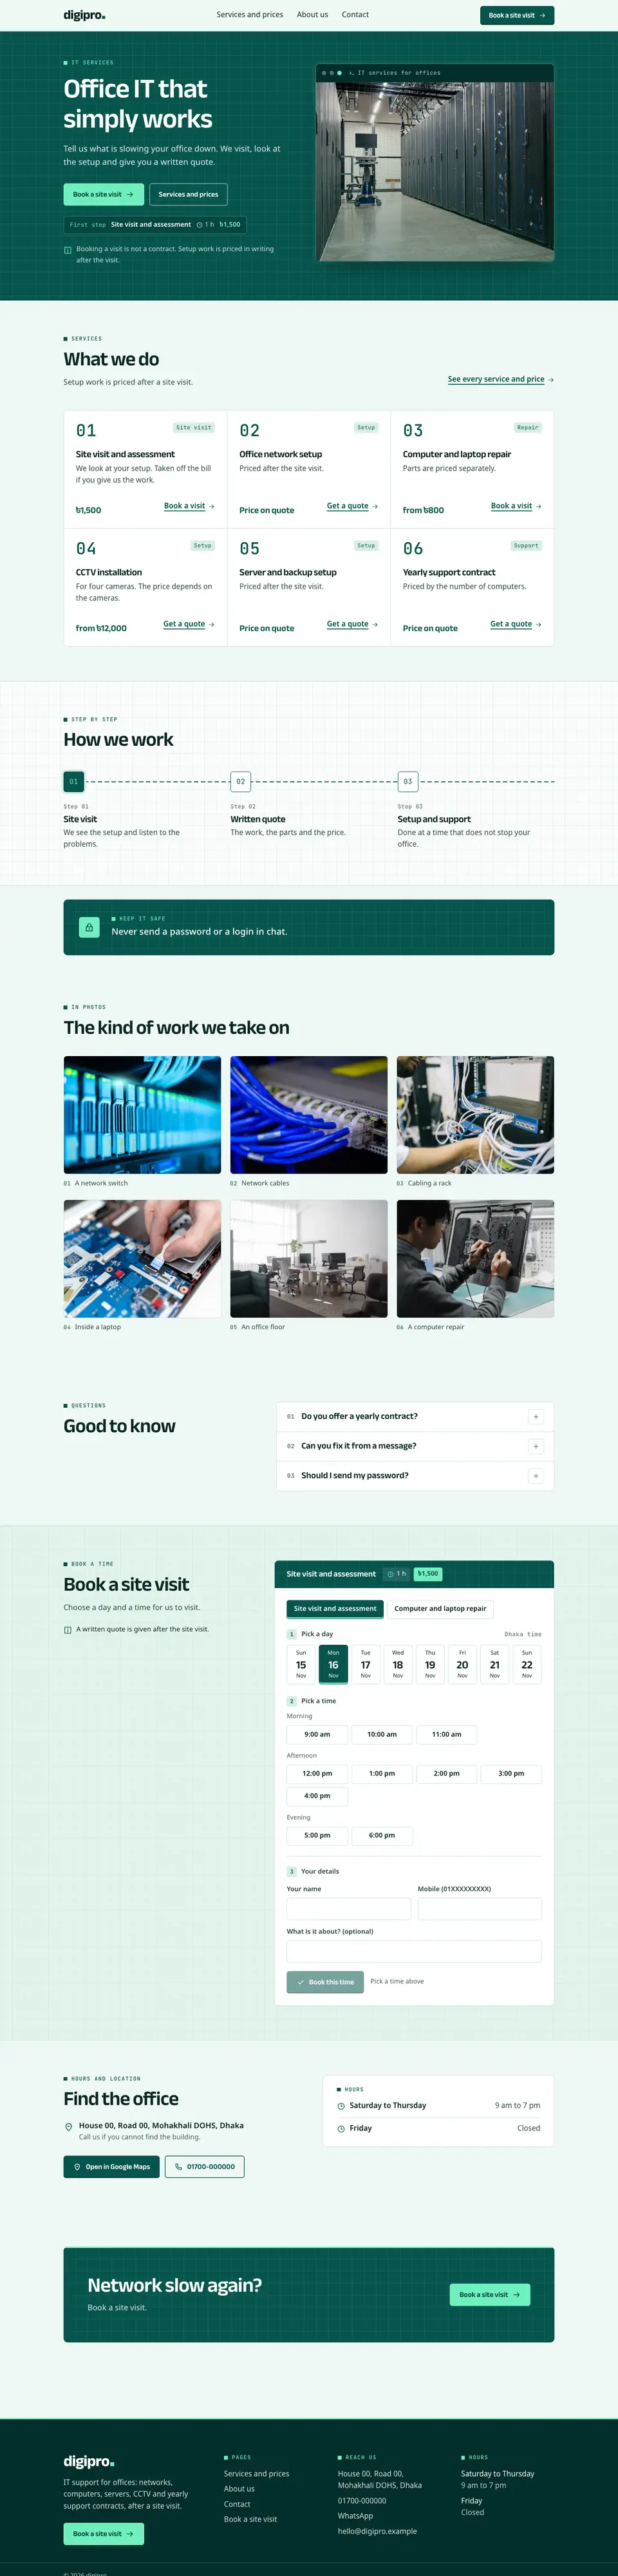 digipro.
Services and prices
About us
Contact
Book a site visit
IT SERVICES
Office IT that
simply works
Tell us what is slowing your office down. We visit, look at
the setup and give you a written quote.
Book a site visit
Services and prices
First step Site visit and assessment 1 h ৳1,500
Booking a visit is not a contract. Setup work is priced in writing
after the visit.
>_ IT services for offices
SERVICES
What we do
Setup work is priced after a site visit.
See every service and price
01
Site visit
Site visit and assessment
We look at your setup. Taken off the bill
if you give us the work.
৳1,500
Book a visit
02
Setup
Office network setup
Priced after the site visit.
Price on quote
Get a quote
03
Repair
Computer and laptop repair
Parts are priced separately.
from ৳800
Book a visit
04
Setup
CCTV installation
For four cameras. The price depends on
the cameras.
from ৳12,000
Get a quote
05
Setup
Server and backup setup
Priced after the site visit.
Price on quote
Get a quote
06
Support
Yearly support contract
Priced by the number of computers.
Price on quote
Get a quote
STEP BY STEP
How we work
01
Step 01
Site visit
We see the setup and listen to the
problems.
02
Step 02
Written quote
The work, the parts and the price.
03
Step 03
Setup and support
Done at a time that does not stop your
office.
KEEP IT SAFE
Never send a password or a login in chat.
IN PHOTOS
The kind of work we take on
01 A network switch
02 Network cables
03 Cabling a rack
04 Inside a laptop
05 An office floor
06 A computer repair
QUESTIONS
Good to know
01 Do you offer a yearly contract?
02 Can you fix it from a message?
03 Should I send my password?
BOOK A TIME
Book a site visit
Choose a day and a time for us to visit.
A written quote is given after the site visit.
Site visit and assessment 1 h ৳1,500
Site visit and assessment
Computer and laptop repair
1 Pick a day
Dhaka time
Sun 15 Nov
Mon 16 Nov
Tue 17 Nov
Wed 18 Nov
Thu 19 Nov
Fri 20 Nov
Sat 21 Nov
Sun 22 Nov
2 Pick a time
Morning
9:00 am 10:00 am 11:00 am
Afternoon
12:00 pm 1:00 pm 2:00 pm 3:00 pm
4:00 pm
Evening
5:00 pm 6:00 pm
3 Your details
Your name
Mobile (01XXXXXXXXX)
What is it about? (optional)
Book this time
Pick a time above
HOURS AND LOCATION
Find the office
House 00, Road 00, Mohakhali DOHS, Dhaka
Call us if you cannot find the building.
Open in Google Maps
01700-000000
HOURS
Saturday to Thursday 9 am to 7 pm
Friday Closed
Network slow again?
Book a site visit.
Book a site visit
digipro.
IT support for offices: networks,
computers, servers, CCTV and yearly
support contracts, after a site visit.
Book a site visit
PAGES
Services and prices
About us
Contact
Book a site visit
REACH US
House 00, Road 00,
Mohakhali DOHS, Dhaka
01700-000000
WhatsApp
hello@digipro.example
HOURS
Saturday to Thursday
9 am to 7 pm
Friday
Closed
© 2026 digipro